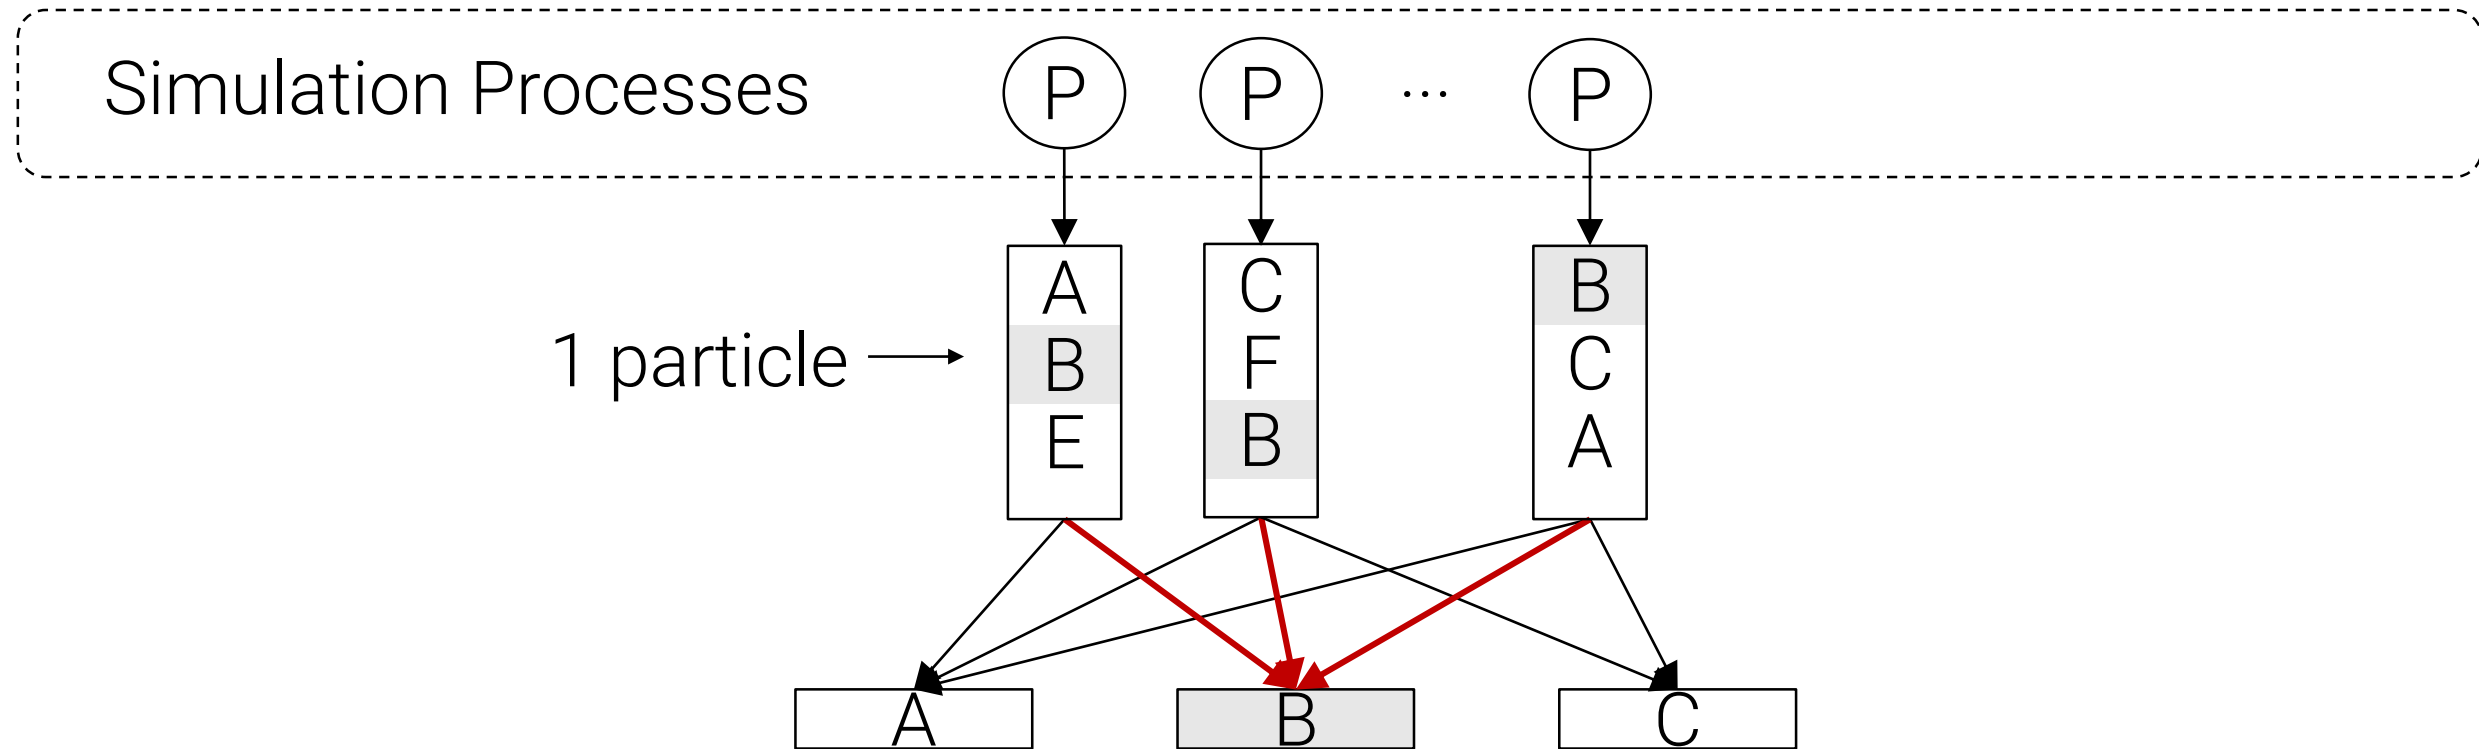 Simulation Processes
P P ... P
A C B
1 particle
B F C
E B A
A B C